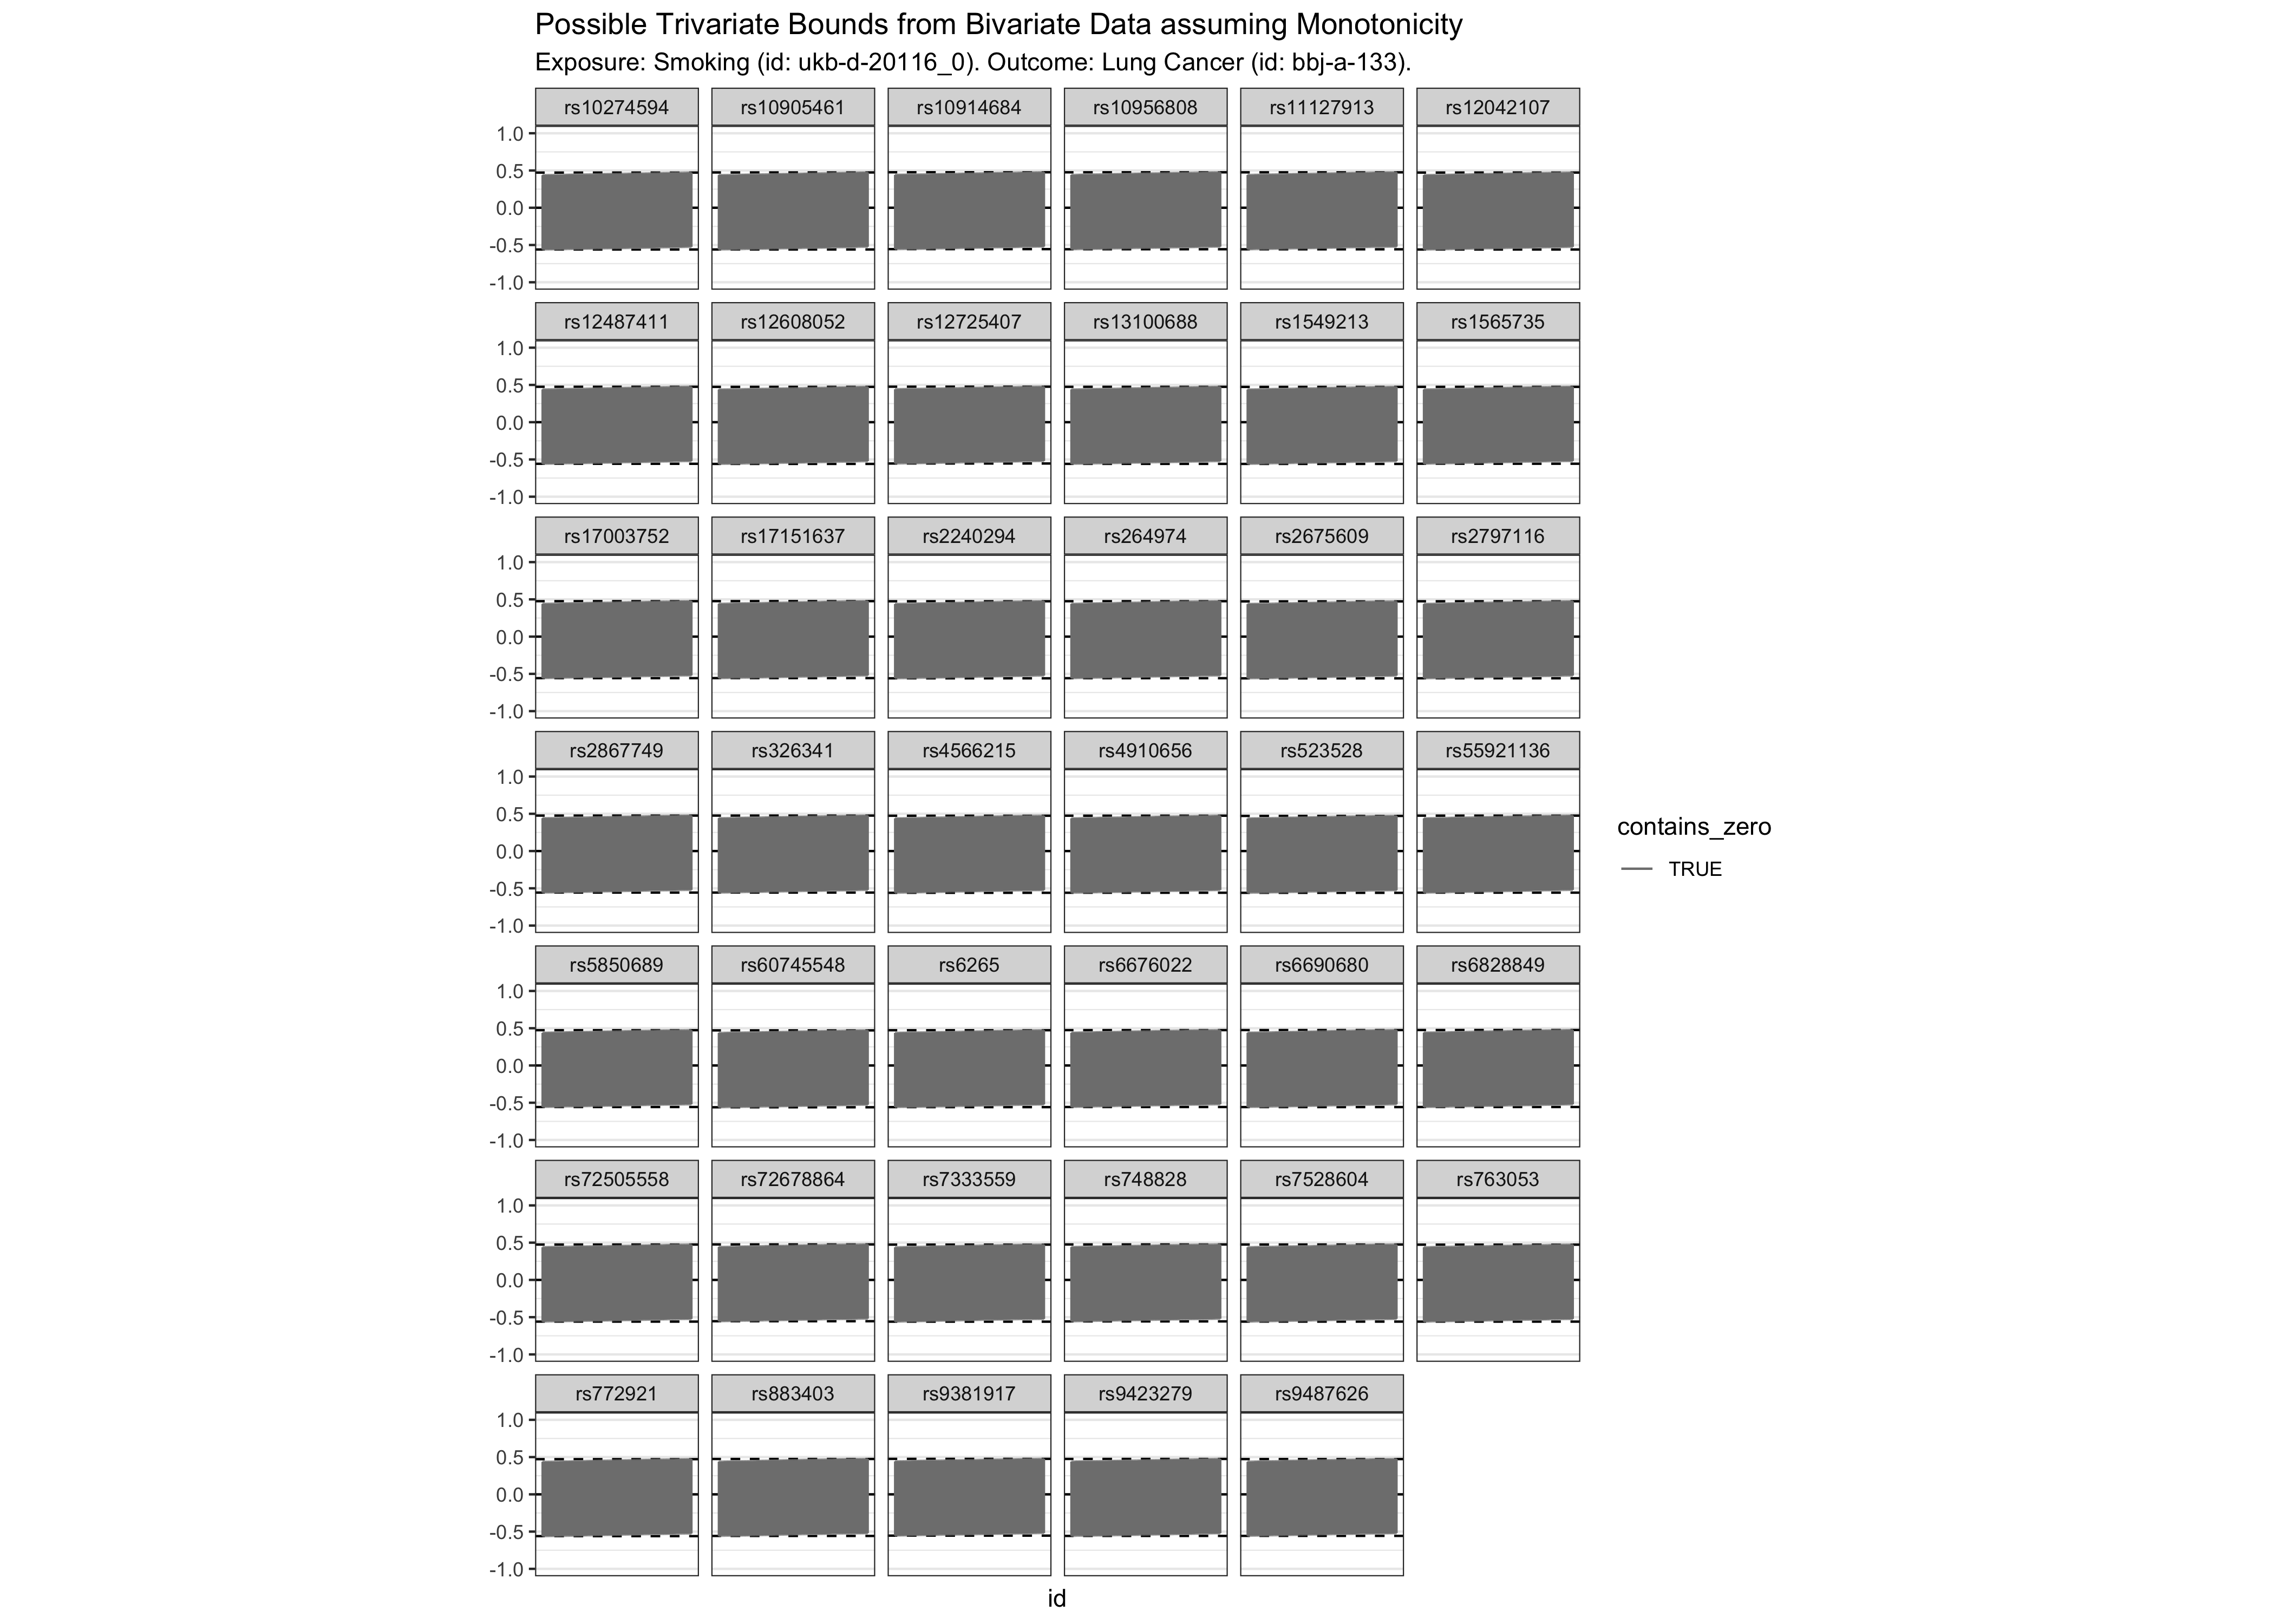 Possible Trivariate Bounds from Bivariate Data assuming Monotonicity
Exposure: Smoking (id: ukb-d-20116_0). Outcome: Lung Cancer (id: bbj-a-133).
rs10274594 rs10905461 rs10914684 rs10956808 rs11127913 rs12042107
1.0
0.5
0.0
-0.5
-1.0
rs12487411 rs12608052 rs12725407 rs13100688 rs1549213 rs1565735
1.0
0.5
0.0
-0.5
-1.0
rs17003752 rs17151637 rs2240294 rs264974 rs2675609 rs2797116
1.0
0.5
0.0
-0.5
-1.0
rs2867749 rs326341 rs4566215 rs4910656 rs523528 rs55921136
1.0
0.5
0.0
-0.5
-1.0
rs5850689 rs60745548 rs6265 rs6676022 rs6690680 rs6828849
1.0
0.5
0.0
-0.5
-1.0
rs72505558 rs72678864 rs7333559 rs748828 rs7528604 rs763053
1.0
0.5
0.0
-0.5
-1.0
rs772921 rs883403 rs9381917 rs9423279 rs9487626
1.0
0.5
0.0
-0.5
-1.0
id
contains_zero
TRUE